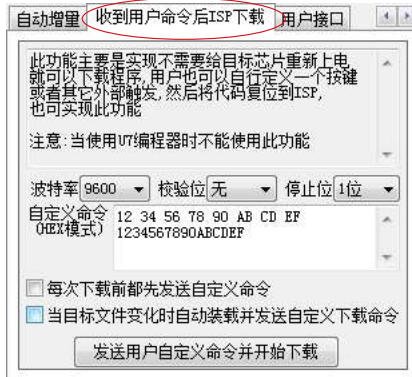 自动增量 收到用户命令后ISP下载 用户接口
此功能主要是实现不需要给目标芯片重新上电
就可以下载程序,用户也可以自行定义一个按键
或者其它外部触发,然后将代码复位到ISP,
也可实现此功能
注意:当使用U7编程器时不能使用此功能
波特率 9600 校验位 无 停止位 1位
自定义命令 12 34 56 78 90 AB CD EF
(HEX模式) 1234567890ABCDEF
每次下载前都先发送自定义命令
当目标文件变化时自动装载并发送自定义下载命令
发送用户自定义命令并开始下载